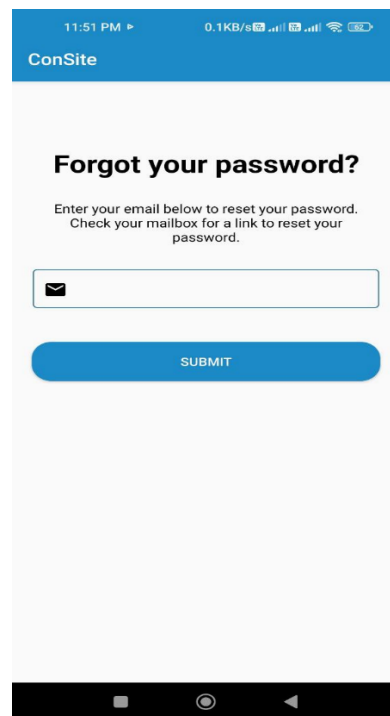 11:51 PM 0.1KB/s 62
ConSite
Forgot your password?
Enter your email below to reset your password.
Check your mailbox for a link to reset your
password.
SUBMIT